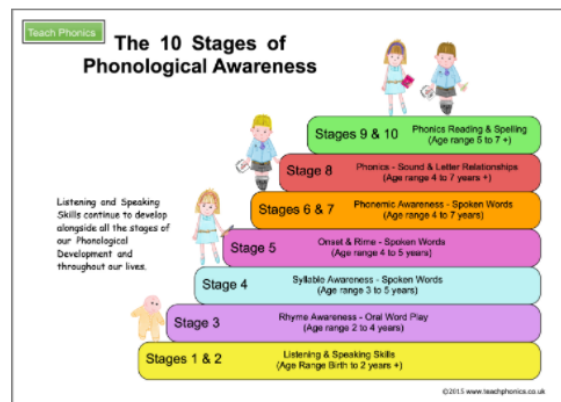 Teach Phonics
The 10 Stages of
Phonological Awareness
Stages 9 & 10
Phonics Reading & Spelling
(Age range 5 to 7 +)
Stage 8
Phonics - Sound & Letter Relationships
(Age range 4 to 7 years +)
Stages 6 & 7
Phonemic Awareness - Spoken Words
(Age range 4 to 7 years)
Listening and Speaking
Skills continue to develop
alongside all the stages of
our Phonological
Development and
throughout our lives.
Stage 5
Onset & Rime - Spoken Words
(Age range 4 to 5 years)
Stage 4
Syllable Awareness - Spoken Words
(Age range 3 to 5 years)
Stage 3
Rhyme Awareness - Oral Word Play
(Age range 2 to 4 years)
Stages 1 & 2
Listening & Speaking Skills
(Age Range Birth to 2 years +)
©2015 www.teachphonics.co.uk